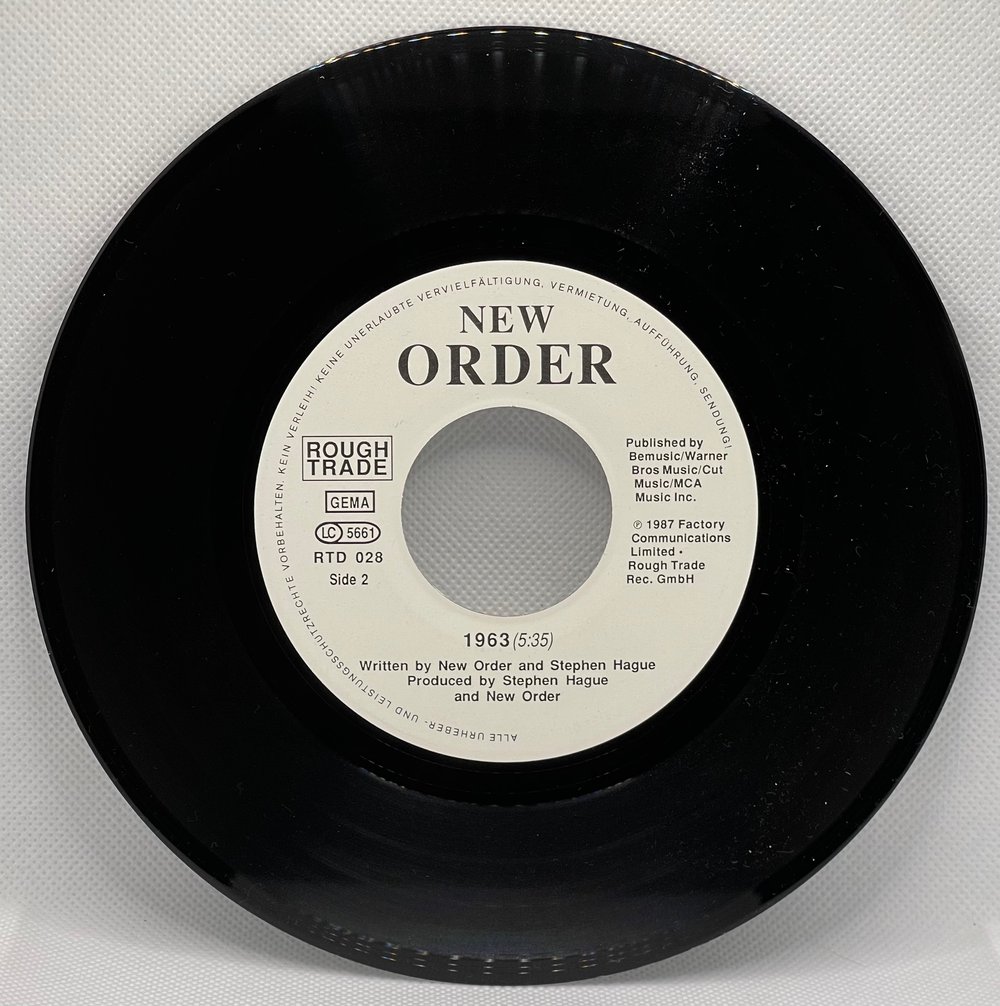 NEW
ORDER
ROUGH
TRADE
GEMA
LC 5661
RTD 028
Side 2
Published by
Bemusic/Warner
Bros Music/Cut
Music/MCA
Music Inc.
℗ 1987 Factory
Communications
Limited •
Rough Trade
Rec. GmbH
1963 (5:35)
Written by New Order and Stephen Hague
Produced by Stephen Hague
and New Order
ALLE URHEBER- UND LEISTUNGSSCHUTZRECHTE VORBEHALTEN. KEIN VERLEIH! KEINE UNERLAUBTE VERVIELFÄLTIGUNG, VERMIETUNG, AUFFÜHRUNG, SENDUNG!